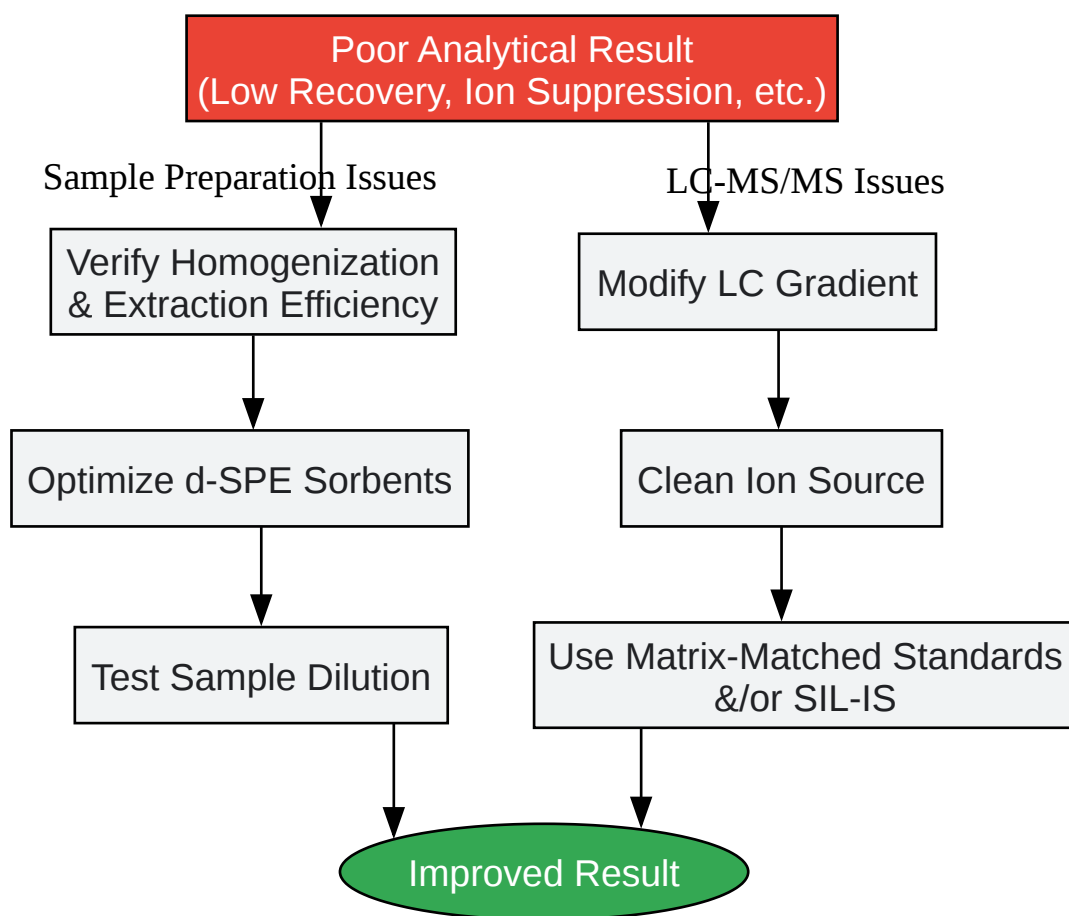 Poor Analytical Result
(Low Recovery, Ion Suppression, etc.)
Sample Preparation Issues
LC-MS/MS Issues
Verify Homogenization
& Extraction Efficiency
Modify LC Gradient
Optimize d-SPE Sorbents
Clean Ion Source
Test Sample Dilution
Use Matrix-Matched Standards
&/or SIL-IS
Improved Result